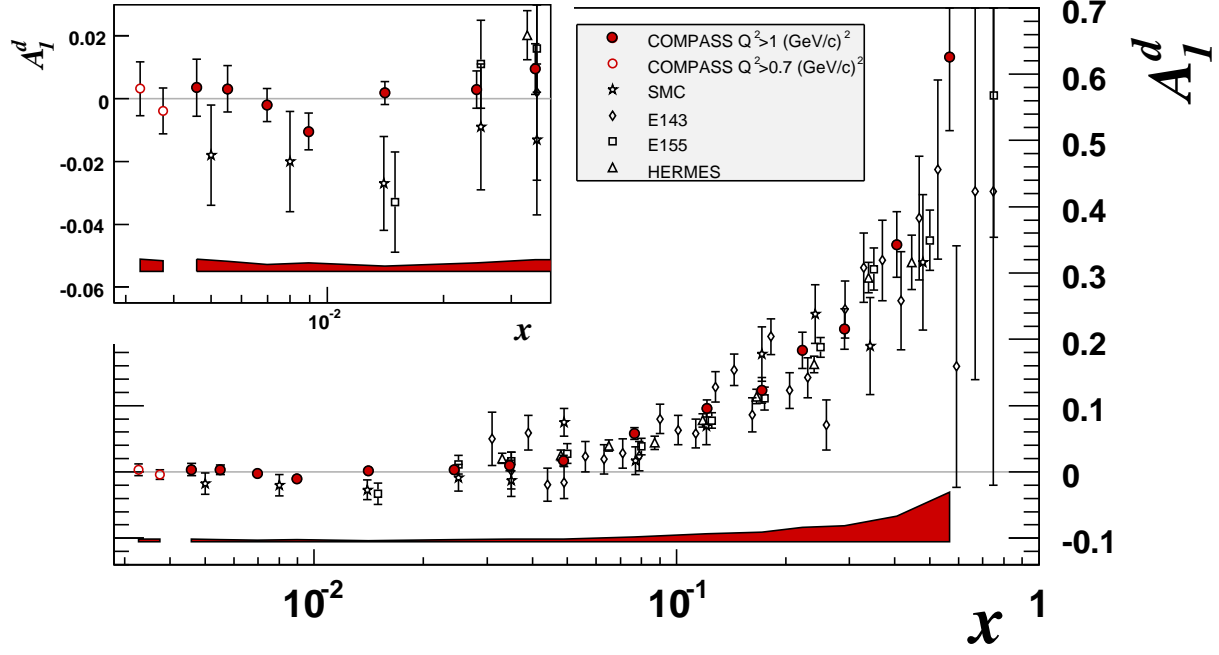 A₁ᵈ
0.02
0
-0.02
-0.04
-0.06
10⁻²
x
COMPASS Q²>1 (GeV/c)²
COMPASS Q²>0.7 (GeV/c)²
SMC
E143
E155
HERMES
A₁ᵈ
0.7
0.6
0.5
0.4
0.3
0.2
0.1
0
-0.1
10⁻²
10⁻¹
1
x